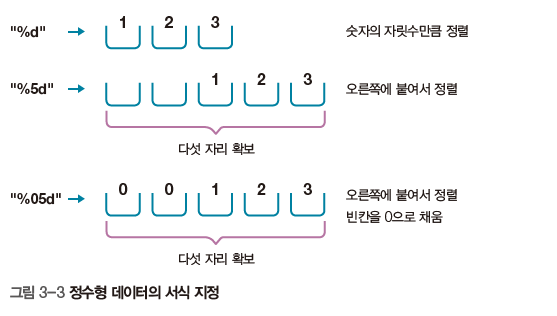 "%d" → 1 2 3 숫자의 자릿수만큼 정렬
"%5d" → 1 2 3 오른쪽에 붙여서 정렬
다섯 자리 확보
"%05d" → 0 0 1 2 3 오른쪽에 붙여서 정렬
빈칸을 0으로 채움
다섯 자리 확보
그림 3-3 정수형 데이터의 서식 지정